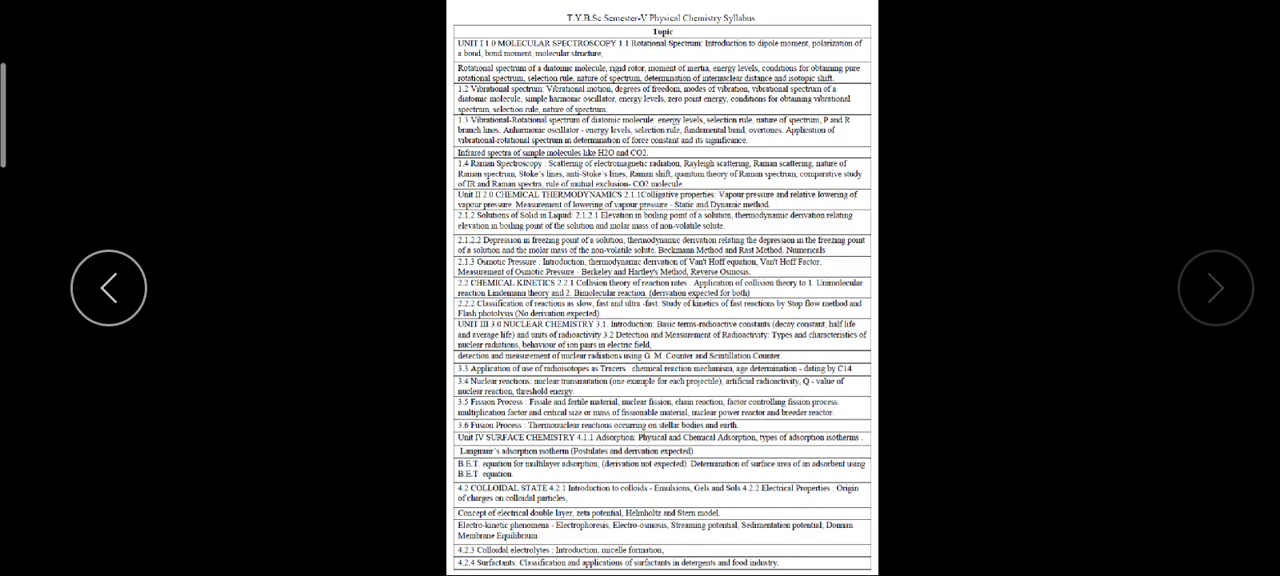 T.Y.B.Sc Semester-V Physical Chemistry Syllabus
Topic
UNIT I 1.0 MOLECULAR SPECTROSCOPY 1.1 Rotational Spectrum: Introduction to dipole moment, polarization of
a bond, bond moment, molecular structure,
Rotational spectrum of a diatomic molecule, rigid rotor, moment of inertia, energy levels, conditions for obtaining pure
rotational spectrum, selection rule, nature of spectrum, determination of internuclear distance and isotopic shift.
1.2 Vibrational spectrum: Vibrational motion, degrees of freedom, modes of vibration, vibrational spectrum of a
diatomic molecule, simple harmonic oscillator, energy levels, zero point energy, conditions for obtaining vibrational
spectrum, selection rule, nature of spectrum.
1.3 Vibrational-Rotational spectrum of diatomic molecule: energy levels, selection rule, nature of spectrum, P and R
branch lines. Anharmonic oscillator - energy levels, selection rule, fundamental band, overtones. Application of
vibrational-rotational spectrum in determination of force constant and its significance.
Infrared spectra of simple molecules like H2O and CO2.
1.4 Raman Spectroscopy : Scattering of electromagnetic radiation, Rayleigh scattering, Raman scattering, nature of
Raman spectrum, Stoke's lines, anti-Stoke's lines, Raman shift, quantum theory of Raman spectrum, comparative study
of IR and Raman spectra, rule of mutual exclusion- CO2 molecule.
Unit II 2.0 CHEMICAL THERMODYNAMICS 2.1.1Colligative properties: Vapour pressure and relative lowering of
vapour pressure. Measurement of lowering of vapour pressure - Static and Dynamic method.
2.1.2 Solutions of Solid in Liquid: 2.1.2.1 Elevation in boiling point of a solution, thermodynamic derivation relating
elevation in boiling point of the solution and molar mass of non-volatile solute.
2.1.2.2 Depression in freezing point of a solution, thermodynamic derivation relating the depression in the freezing point
of a solution and the molar mass of the non-volatile solute. Beckmann Method and Rast Method. Numericals
2.1.3 Osmotic Pressure : Introduction, thermodynamic derivation of Van't Hoff equation, Van't Hoff Factor.
Measurement of Osmotic Pressure - Berkeley and Hartley's Method, Reverse Osmosis.
2.2 CHEMICAL KINETICS 2.2.1 Collision theory of reaction rates : Application of collision theory to 1. Unimolecular
reaction Lindemann theory and 2. Bimolecular reaction. (derivation expected for both)
2.2.2 Classification of reactions as slow, fast and ultra -fast. Study of kinetics of fast reactions by Stop flow method and
Flash photolysis (No derivation expected).
UNIT III 3.0 NUCLEAR CHEMISTRY 3.1. Introduction: Basic terms-radioactive constants (decay constant, half life
and average life) and units of radioactivity 3.2 Detection and Measurement of Radioactivity: Types and characteristics of
nuclear radiations, behaviour of ion pairs in electric field,
detection and measurement of nuclear radiations using G. M. Counter and Scintillation Counter.
3.3 Application of use of radioisotopes as Tracers : chemical reaction mechanism, age determination - dating by C14.
3.4 Nuclear reactions: nuclear transmutation (one example for each projectile), artificial radioactivity, Q - value of
nuclear reaction, threshold energy.
3.5 Fission Process : Fissile and fertile material, nuclear fission, chain reaction, factor controlling fission process.
multiplication factor and critical size or mass of fissionable material, nuclear power reactor and breeder reactor.
3.6 Fusion Process : Thermonuclear reactions occurring on stellar bodies and earth.
Unit IV SURFACE CHEMISTRY 4.1.1 Adsorption: Physical and Chemical Adsorption, types of adsorption isotherms .
Langmuir's adsorption isotherm (Postulates and derivation expected).
B.E.T. equation for multilayer adsorption, (derivation not expected). Determination of surface area of an adsorbent using
B.E.T. equation.
4.2 COLLOIDAL STATE 4.2.1 Introduction to colloids - Emulsions, Gels and Sols 4.2.2 Electrical Properties : Origin
of charges on colloidal particles,
Concept of electrical double layer, zeta potential, Helmholtz and Stern model.
Electro-kinetic phenomena - Electrophoresis, Electro-osmosis, Streaming potential, Sedimentation potential, Donnan
Membrane Equilibrium.
4.2.3 Colloidal electrolytes : Introduction, micelle formation,
4.2.4 Surfactants: Classification and applications of surfactants in detergents and food industry.